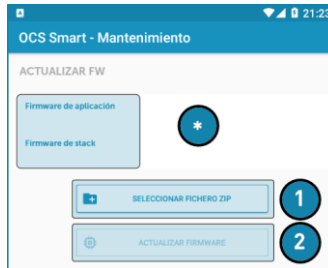 21:23
OCS Smart - Mantenimiento
ACTUALIZAR FW
Firmware de aplicación
*
Firmware de stack
SELECCIONAR FICHERO ZIP
1
ACTUALIZAR FIRMWARE
2